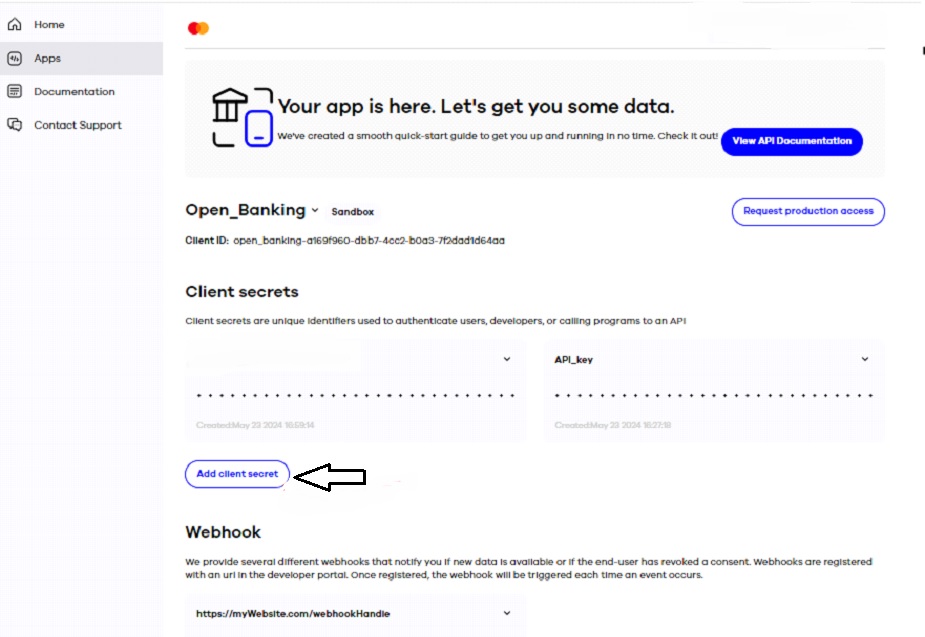 Home
Apps
Documentation
Contact Support
Your app is here. Let's get you some data.
We've created a smooth quick-start guide to get you up and running in no time. Check it out!
View API Documentation
Open_Banking
Sandbox
Request production access
Client ID: open_banking-a169f960-dbb7-4cc2-b0a3-7f2dad1d64aa
Client secrets
Client secrets are unique identifiers used to authenticate users, developers, or calling programs to an API
API_key
Created:May 23 2024 16:59:14
Created:May 23 2024 16:27:18
Add client secret
Webhook
We provide several different webhooks that notify you if new data is available or if the end-user has revoked a consent. Webhooks are registered
with an url in the developer portal. Once registered, the webhook will be triggered each time an event occurs.
https://myWebsite.com/webhookHandle